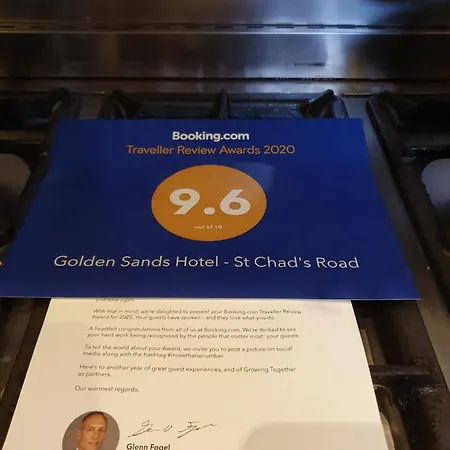 Booking.com
Traveller Review Awards 2020
9.6
out of 10
Golden Sands Hotel - St Chad's Road
and time again.
With that in mind, we're delighted to present your Booking.com Traveller Review
Award for 2020. Your guests have spoken - and they love what you do.
A heartfelt congratulations from all of us at Booking.com. We're thrilled to see
your hard work being recognised by the people that matter most: your guests.
To tell the world about your Award, we invite you to post a picture on social
media along with the hashtag #morethananumber.
Here's to another year of great guest experiences, and of Growing Together
as partners.
Our warmest regards,
Glenn Fogel